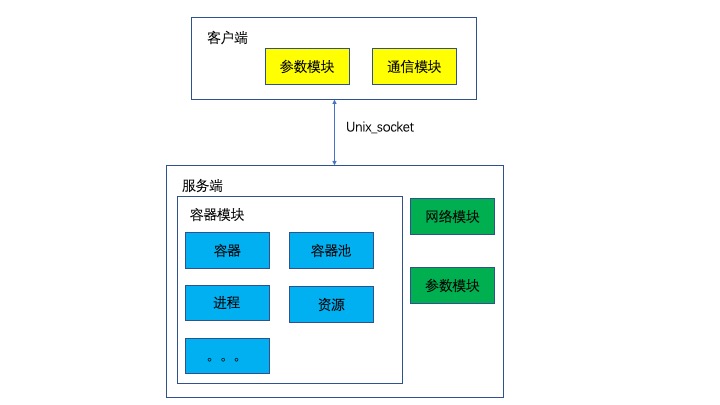 客户端
参数模块
通信模块
Unix_socket
服务端
容器模块
容器
容器池
进程
资源
。。。
网络模块
参数模块